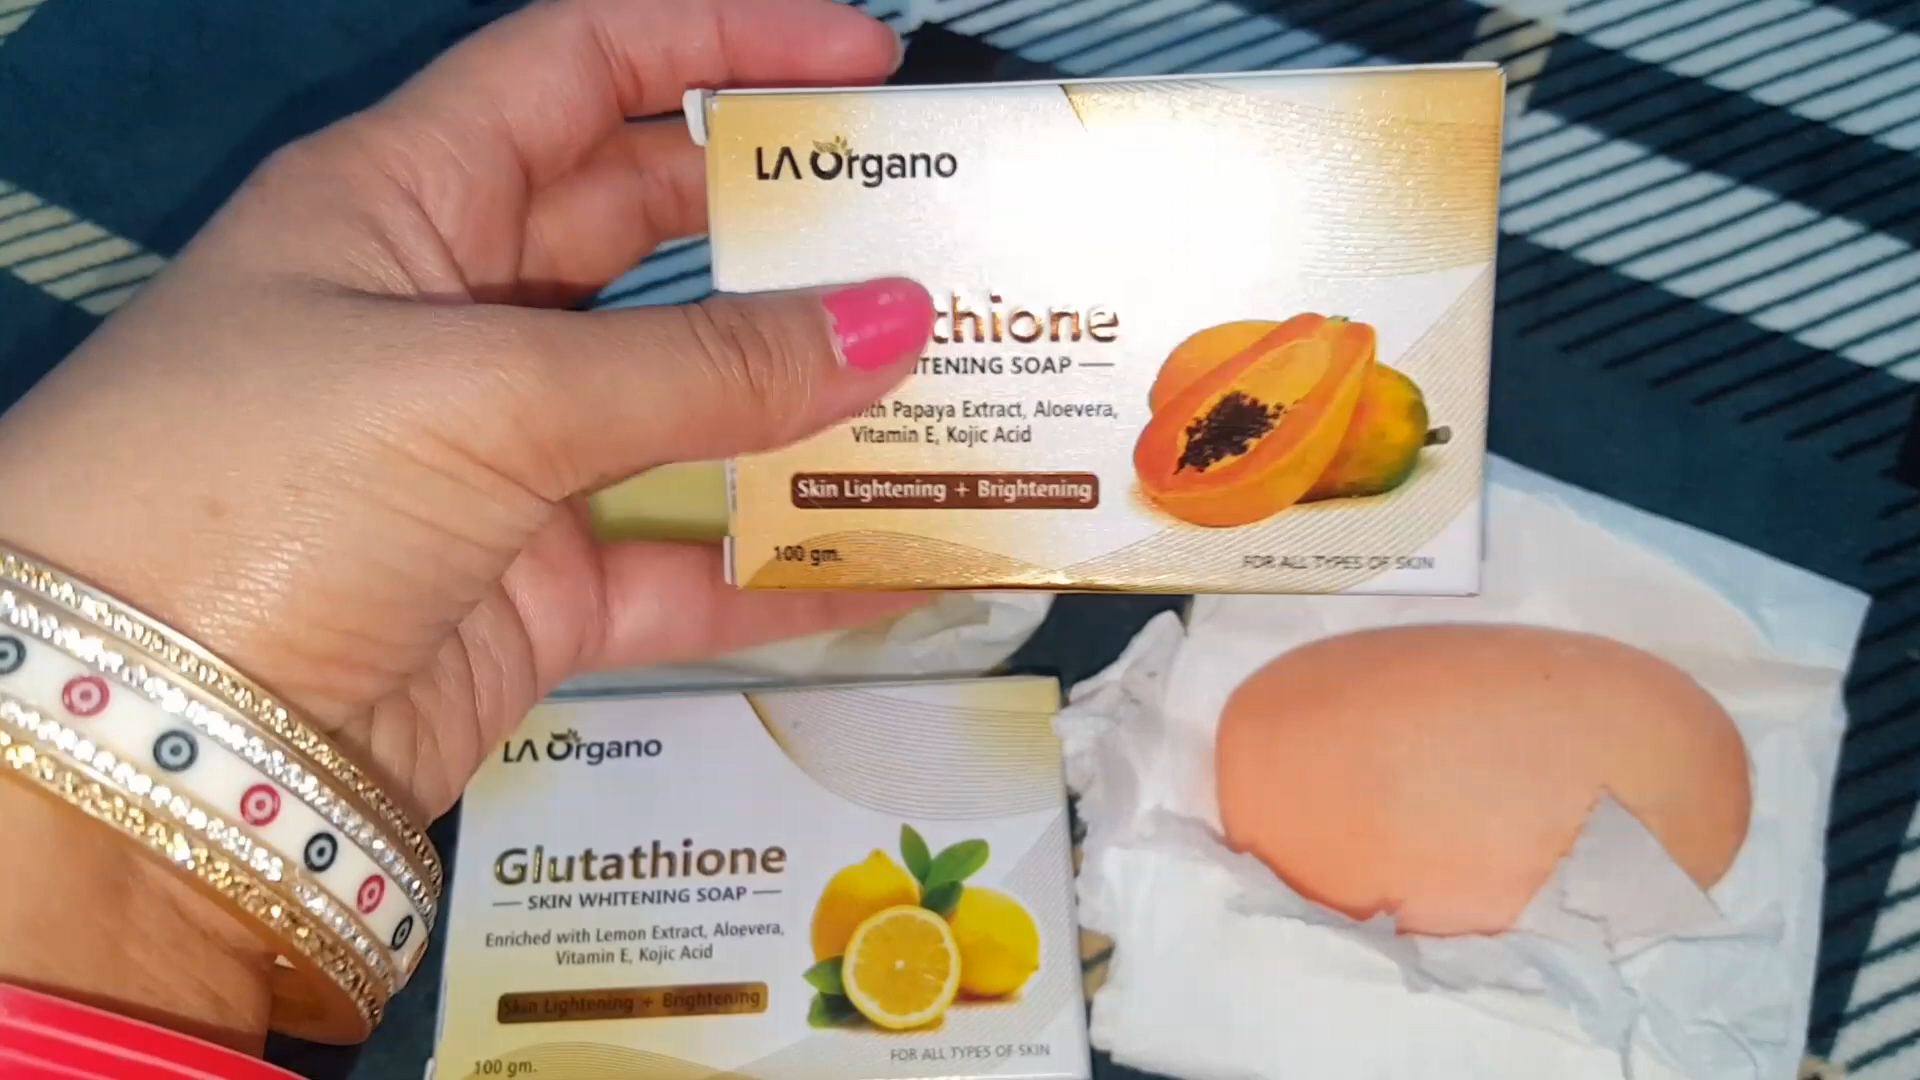 LA Organo
thione
TENING SOAP
th Papaya Extract, Aloevera,
Vitamin E, Kojic Acid
Skin Lightening + Brightening
100 gm.
FOR ALL TYPES OF SKIN
LA Organo
Glutathione
SKIN WHITENING SOAP
Enriched with Lemon Extract, Aloevera,
Vitamin E, Kojic Acid
Skin Lightening + Brightening
100 gm.
FOR ALL TYPES OF SKIN